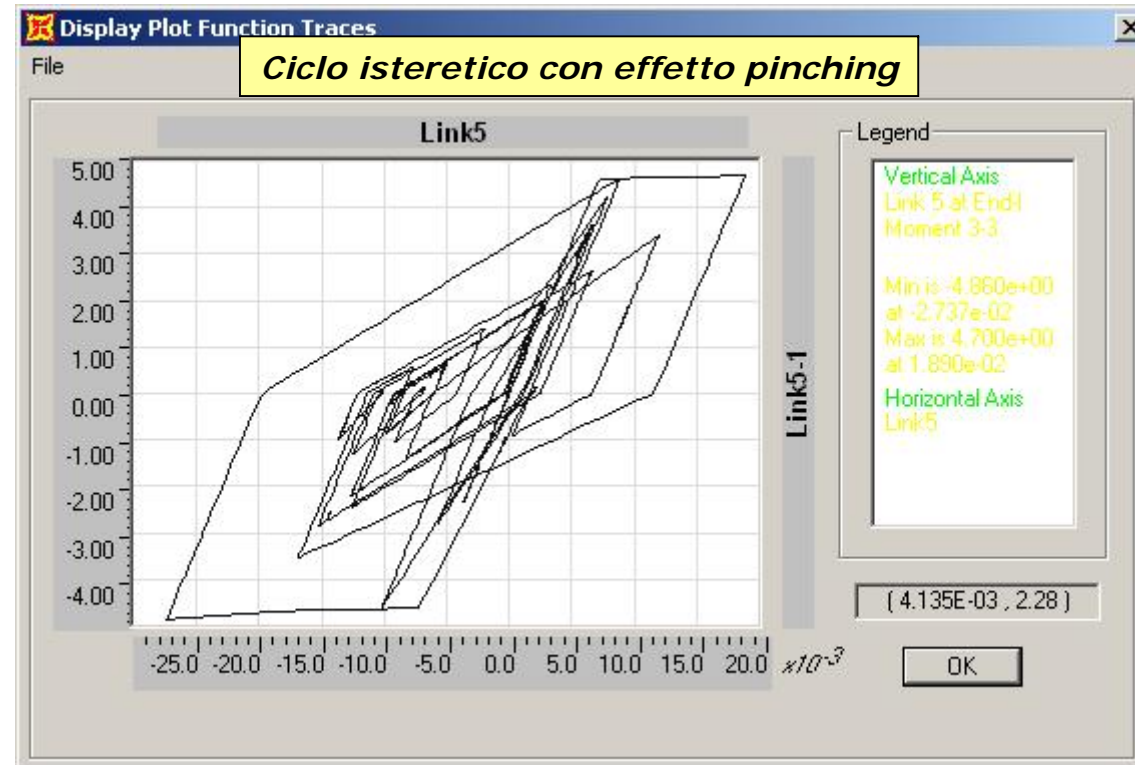 Display Plot Function Traces
Ciclo isteretico con effetto pinching
File
Link5
5.00
4.00
3.00
2.00
1.00
0.00
-1.00
-2.00
-3.00
-4.00
-25.0 -20.0 -15.0 -10.0 -5.0 0.0 5.0 10.0 15.0 20.0 x10-3
Link5-1
Legend
Vertical Axis
Link 5 at End-I
Moment 3-3
Min is -4.860e+00
at -2.737e-02
Max is 4.700e+00
at 1.890e-02
Horizontal Axis
Link5
( 4.135E-03 , 2.28 )
OK